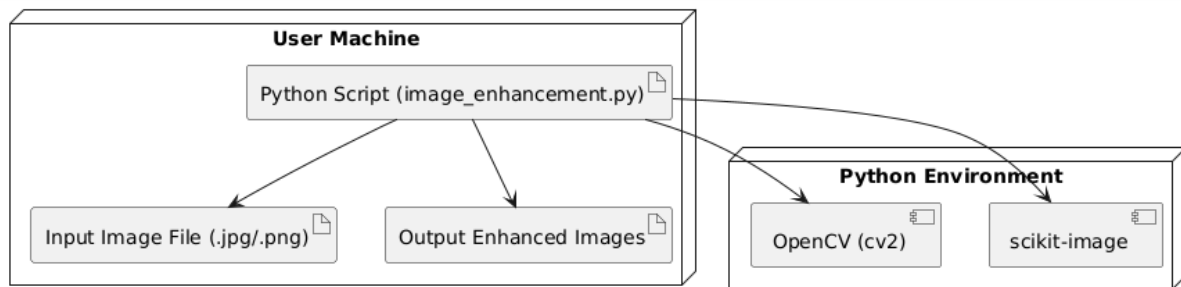 User Machine
Python Script (image_enhancement.py)
Input Image File (.jpg/.png)
Output Enhanced Images
Python Environment
OpenCV (cv2)
scikit-image